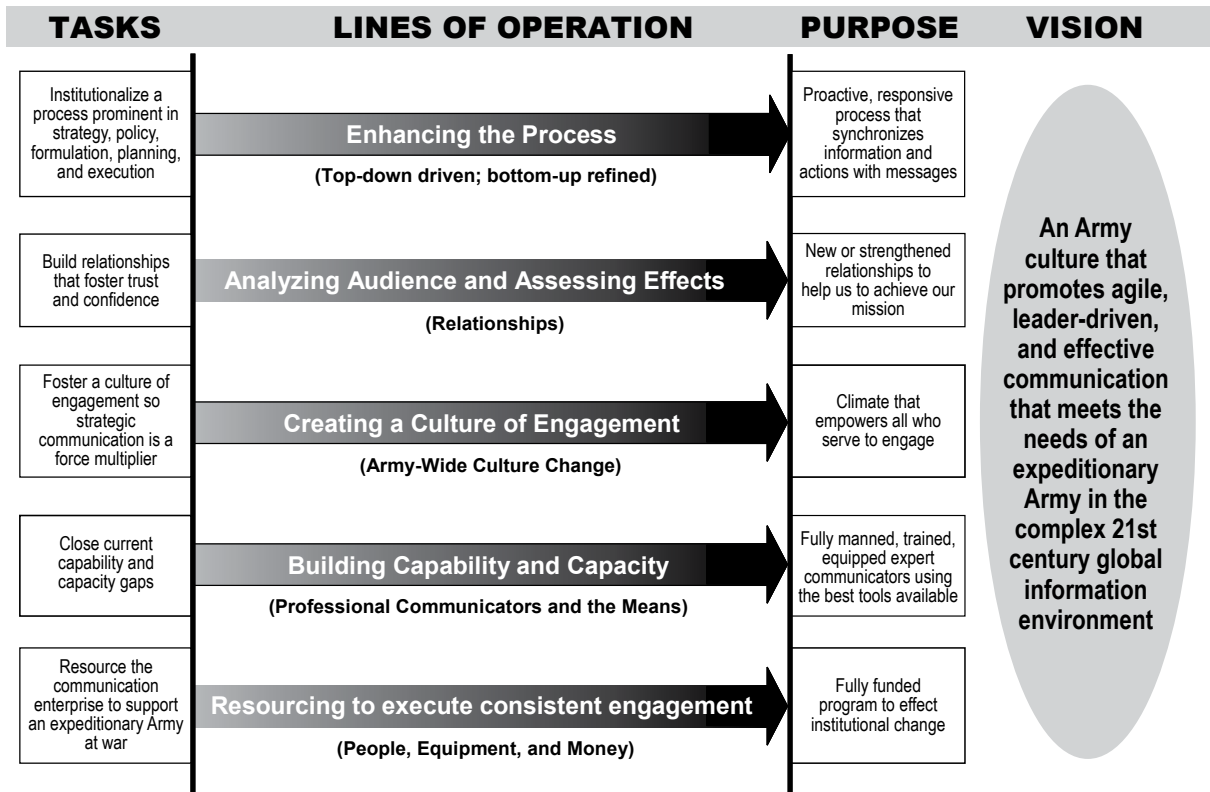 TASKS
LINES OF OPERATION
PURPOSE
VISION
Institutionalize a
process prominent in
strategy, policy,
formulation, planning,
and execution
Enhancing the Process
(Top-down driven; bottom-up refined)
Proactive, responsive
process that
synchronizes
information and
actions with messages
Build relationships
that foster trust
and confidence
Analyzing Audience and Assessing Effects
(Relationships)
New or strengthened
relationships to
help us to achieve our
mission
Foster a culture of
engagement so
strategic
communication is a
force multiplier
Creating a Culture of Engagement
(Army-Wide Culture Change)
Climate that
empowers all who
serve to engage
Close current
capability and
capacity gaps
Building Capability and Capacity
(Professional Communicators and the Means)
Fully manned, trained,
equipped expert
communicators using
the best tools available
Resource the
communication
enterprise to support
an expeditionary Army
at war
Resourcing to execute consistent engagement
(People, Equipment, and Money)
Fully funded
program to effect
institutional change
An Army
culture that
promotes agile,
leader-driven,
and effective
communication
that meets the
needs of an
expeditionary
Army in the
complex 21st
century global
information
environment